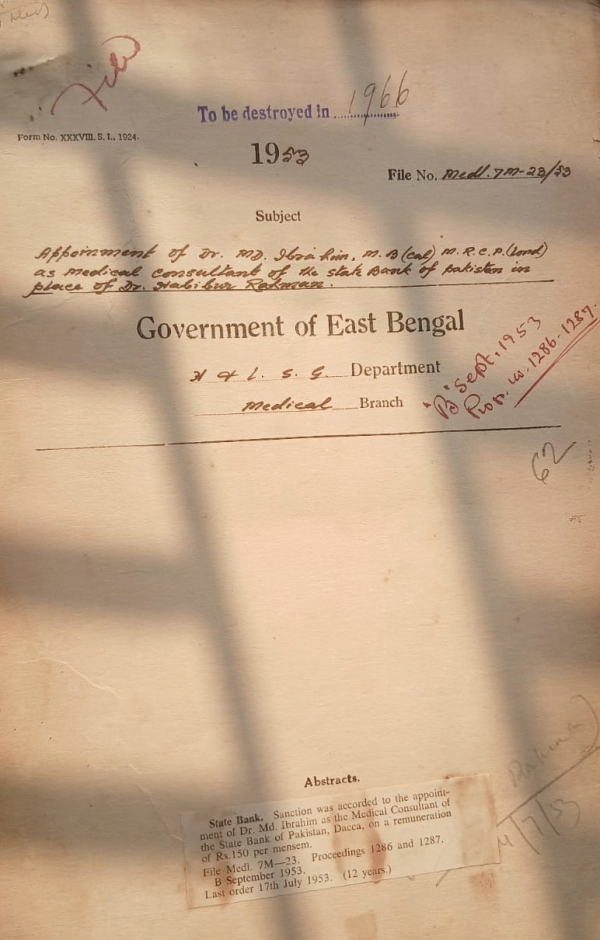 File
To be destroyed in 1966
Form No. XXXVIII. S. I., 1924.
1953
File No. Medl. 7M-23/53
Subject
Appoinment of Dr. MD. Ibrahim, M.B (Cal) M.R.C.P. (Lond)
as Medical Consultant of the State Bank of Pakistan in
place of Dr. Habibur Rahman.
Government of East Bengal
H & L. S. G. Department
Medical Branch
"B" Sept. 1953
Pros. no. 1286-1287.
62
Abstracts.
State Bank. Sanction was accorded to the appoint-
ment of Dr. Md. Ibrahim as the Medical Consultant of
the State Bank of Pakistan, Dacca, on a remuneration
of Rs.150 per mensem.
File Medl. 7M—23. Proceedings 1286 and 1287.
B September 1953.
Last order 17th July 1953. (12 years.)
/7/53